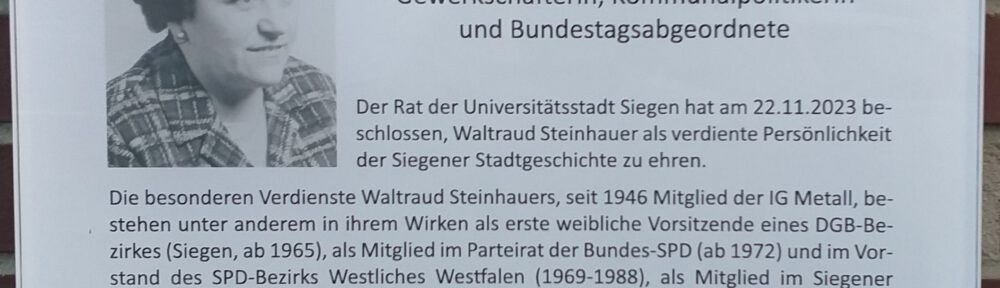 Gewerkschafterin, Kommunalpolitikerin
und Bundestagsabgeordnete
Der Rat der Universitätsstadt Siegen hat am 22.11.2023 be-
schlossen, Waltraud Steinhauer als verdiente Persönlichkeit
der Siegener Stadtgeschichte zu ehren.
Die besonderen Verdienste Waltraud Steinhauers, seit 1946 Mitglied der IG Metall, be-
stehen unter anderem in ihrem Wirken als erste weibliche Vorsitzende eines DGB-Be-
zirkes (Siegen, ab 1965), als Mitglied im Parteirat der Bundes-SPD (ab 1972) und im Vor-
stand des SPD-Bezirks Westliches Westfalen (1969-1988), als Mitglied im Siegener